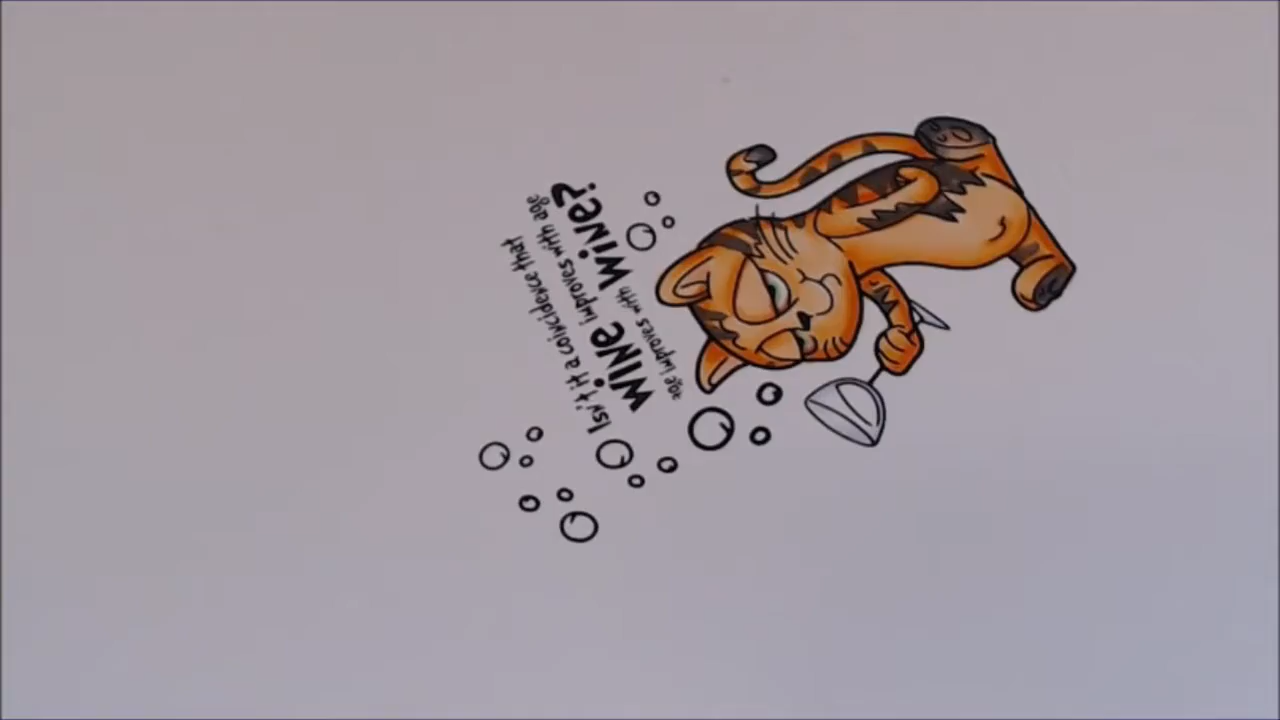 Isn't it a coincidence that
WINE improves with age
age improves with WINE?